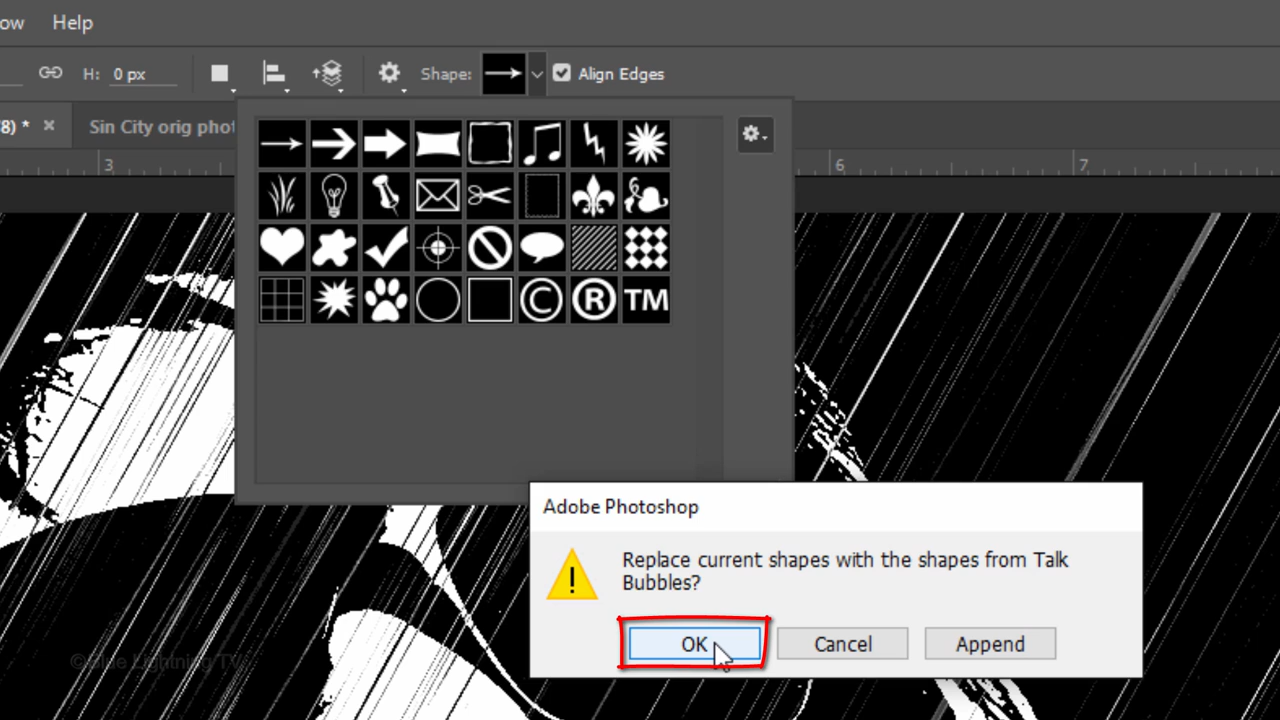 ow Help
H: 0 px Shape: Align Edges
8) * × Sin City orig phot
3 6 7
TM
Adobe Photoshop
Replace current shapes with the shapes from Talk
Bubbles?
OK Cancel Append
© Blue Lightning TV